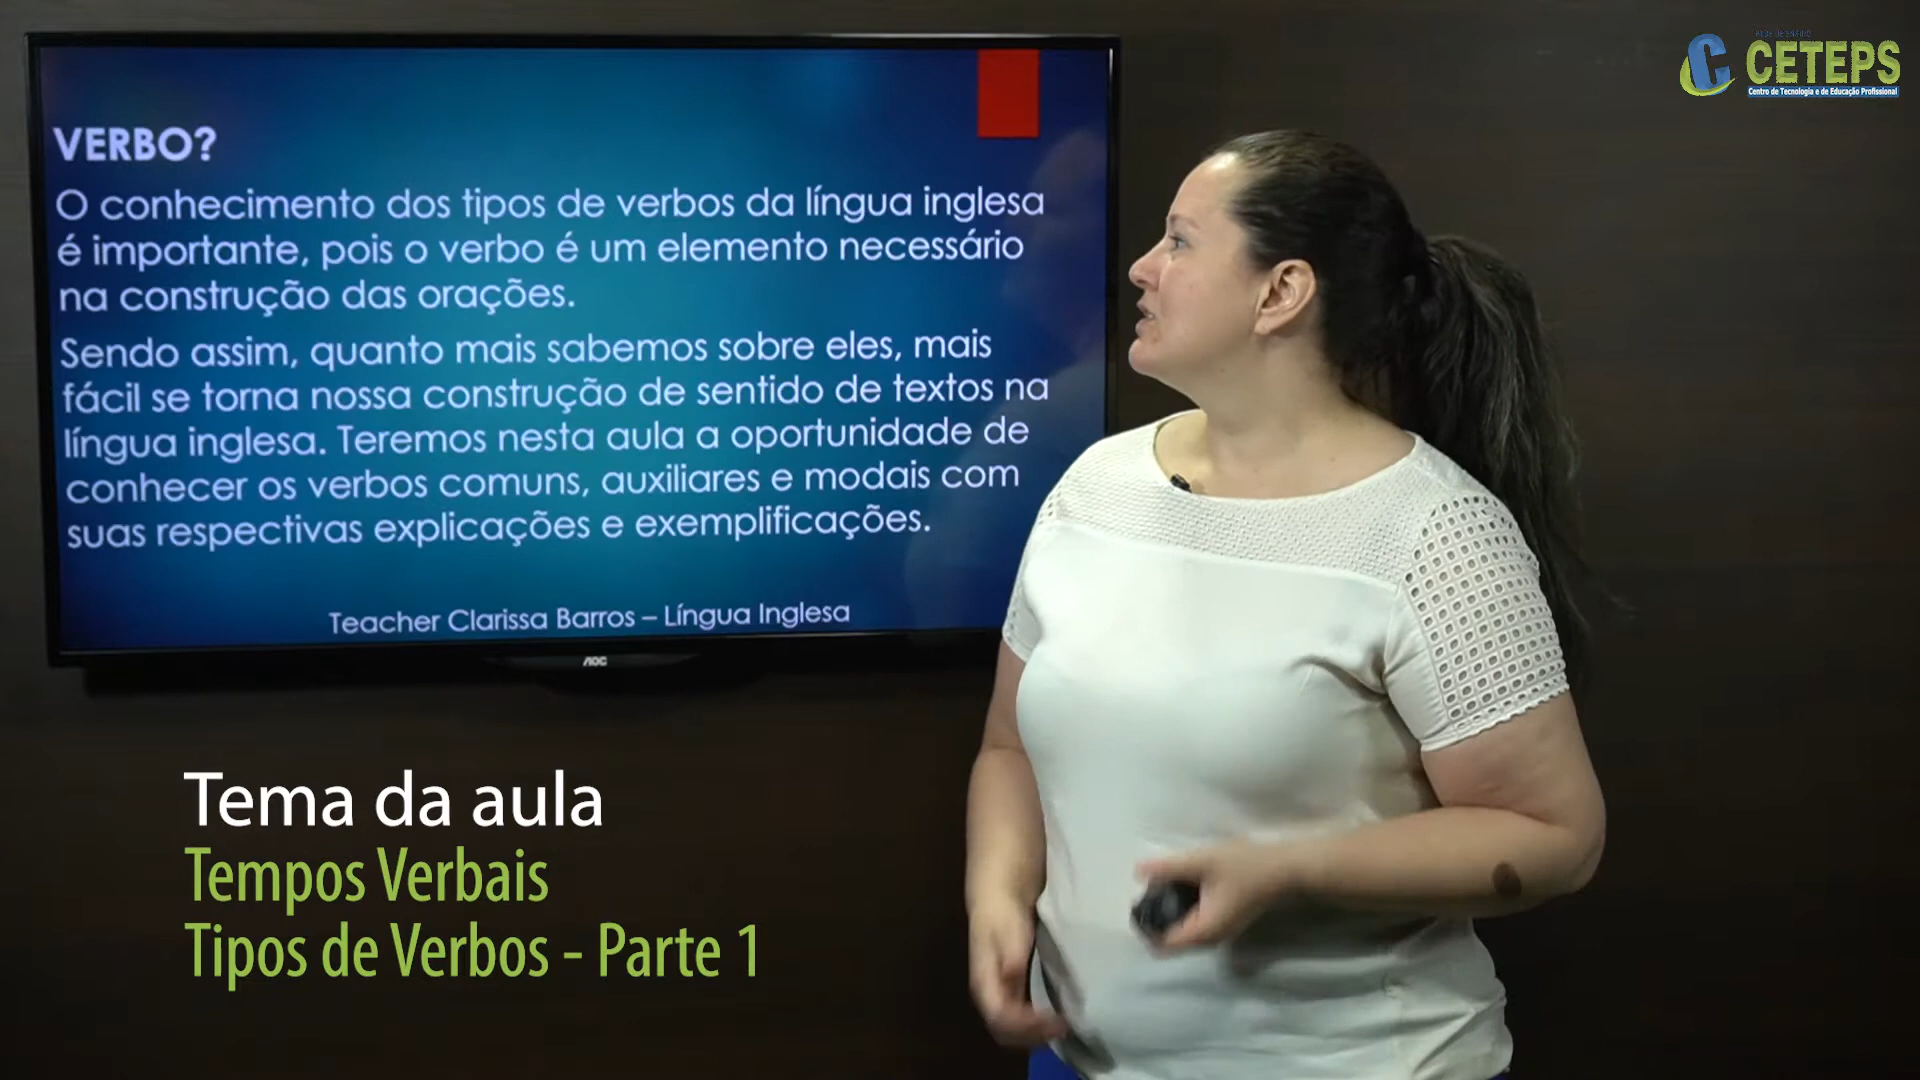 CETEPS
Centro de Tecnologia e de Educação Profissional
VERBO?
O conhecimento dos tipos de verbos da língua inglesa
é importante, pois o verbo é um elemento necessário
na construção das orações.
Sendo assim, quanto mais sabemos sobre eles, mais
fácil se torna nossa construção de sentido de textos na
língua inglesa. Teremos nesta aula a oportunidade de
conhecer os verbos comuns, auxiliares e modais com
suas respectivas explicações e exemplificações.
Teacher Clarissa Barros – Língua Inglesa
AOC
Tema da aula
Tempos Verbais
Tipos de Verbos - Parte 1